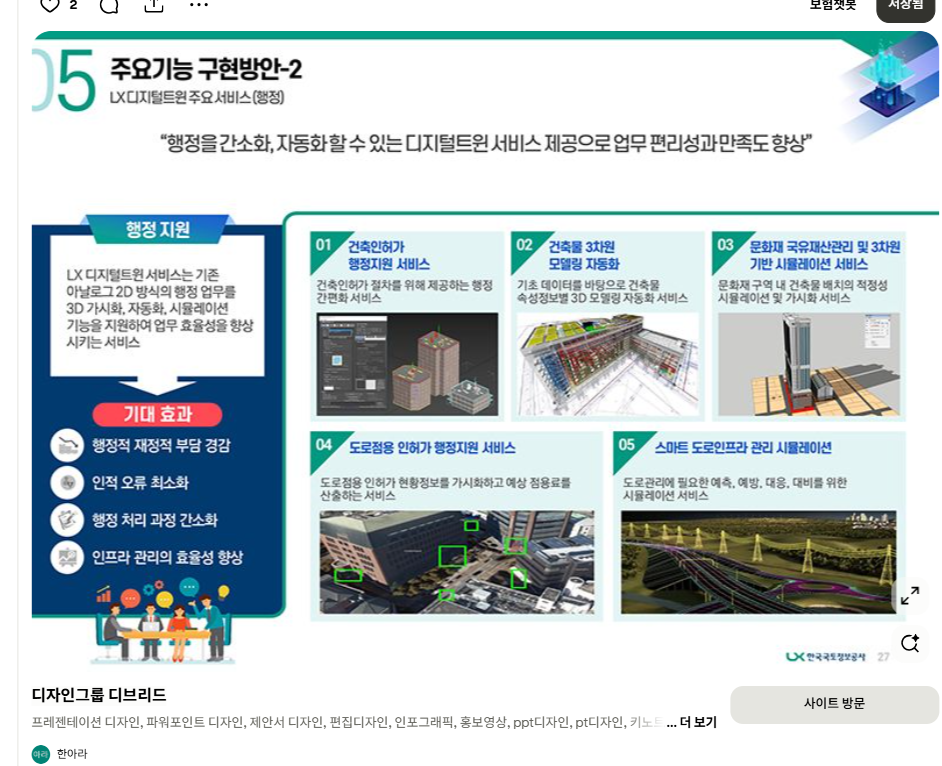 2
보험챗봇
저장됨
05
주요기능 구현방안-2
LX디지털트윈 주요 서비스(행정)
“행정을 간소화, 자동화 할 수 있는 디지털트윈 서비스 제공으로 업무 편리성과 만족도 향상”
행정 지원
LX 디지털트윈 서비스는 기존
아날로그 2D 방식의 행정 업무를
3D 가시화, 자동화, 시뮬레이션
기능을 지원하여 업무 효율성을 향상
시키는 서비스
기대 효과
행정적 재정적 부담 경감
인적 오류 최소화
행정 처리 과정 간소화
인프라 관리의 효율성 향상
01 건축인허가
행정지원 서비스
건축인허가 절차를 위해 제공하는 행정
간편화 서비스
02 건축물 3차원
모델링 자동화
기초 데이터를 바탕으로 건축물
속성정보별 3D 모델링 자동화 서비스
03 문화재 국유재산관리 및 3차원
기반 시뮬레이션 서비스
문화재 구역 내 건축물 배치의 적정성
시뮬레이션 및 가시화 서비스
04 도로점용 인허가 행정지원 서비스
도로점용 인허가 현황정보를 가시화하고 예상 점용료를
산출하는 서비스
05 스마트 도로인프라 관리 시뮬레이션
도로관리에 필요한 예측, 예방, 대응, 대비를 위한
시뮬레이션 서비스
LX 한국국토정보공사 27
디자인그룹 디브리드
프레젠테이션 디자인, 파워포인트 디자인, 제안서 디자인, 편집디자인, 인포그래픽, 홍보영상, ppt디자인, pt디자인, 키노트 ... 더 보기
사이트 방문
아라 한아라